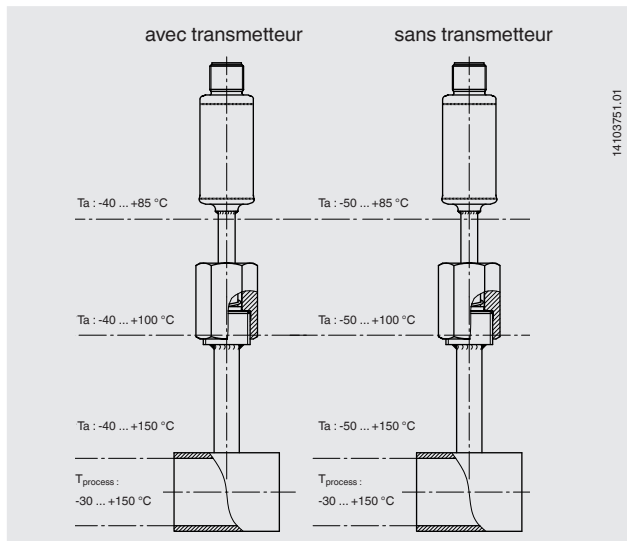 avec transmetteur
sans transmetteur
14103751.01
Ta : -40 ... +85 °C
Ta : -50 ... +85 °C
Ta : -40 ... +100 °C
Ta : -50 ... +100 °C
Ta : -40 ... +150 °C
Ta : -50 ... +150 °C
Tprocess :
-30 ... +150 °C
Tprocess :
-30 ... +150 °C